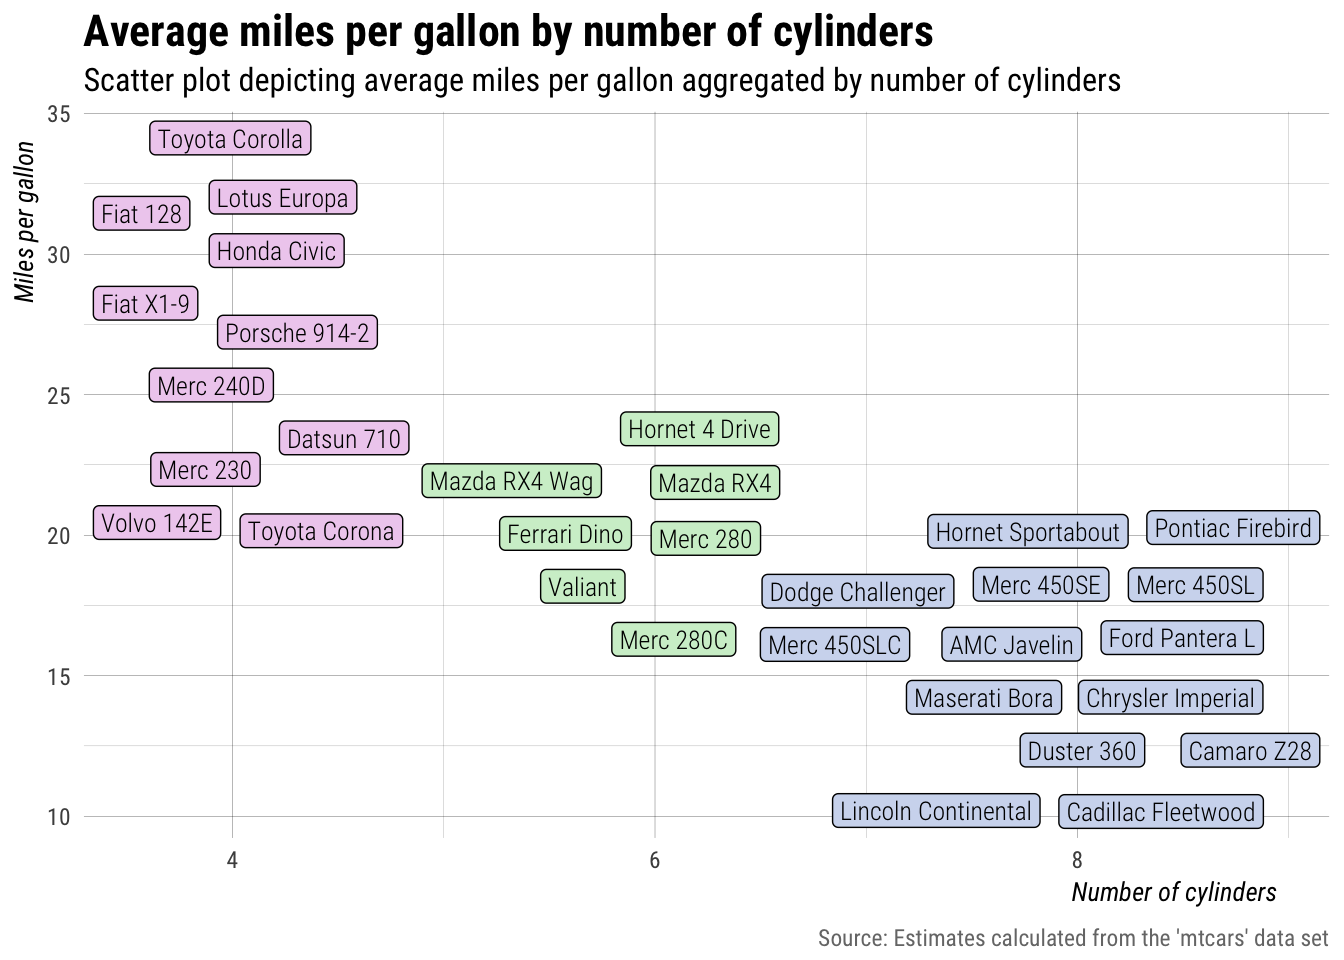 Average miles per gallon by number of cylinders
Scatter plot depicting average miles per gallon aggregated by number of cylinders
35
Toyota Corolla
Miles per gallon
Lotus Europa
Fiat 128
Honda Civic
30
Fiat X1-9
Porsche 914-2
Merc 240D
25
Hornet 4 Drive
Datsun 710
Merc 230
Mazda RX4 Wag
Mazda RX4
Volvo 142E
Toyota Corona
Ferrari Dino
Merc 280
Hornet Sportabout
Pontiac Firebird
20
Valiant
Dodge Challenger
Merc 450SE
Merc 450SL
Merc 280C
Merc 450SLC
AMC Javelin
Ford Pantera L
15
Maserati Bora
Chrysler Imperial
Duster 360
Camaro Z28
Lincoln Continental
Cadillac Fleetwood
10
4
6
8
Number of cylinders
Source: Estimates calculated from the 'mtcars' data set